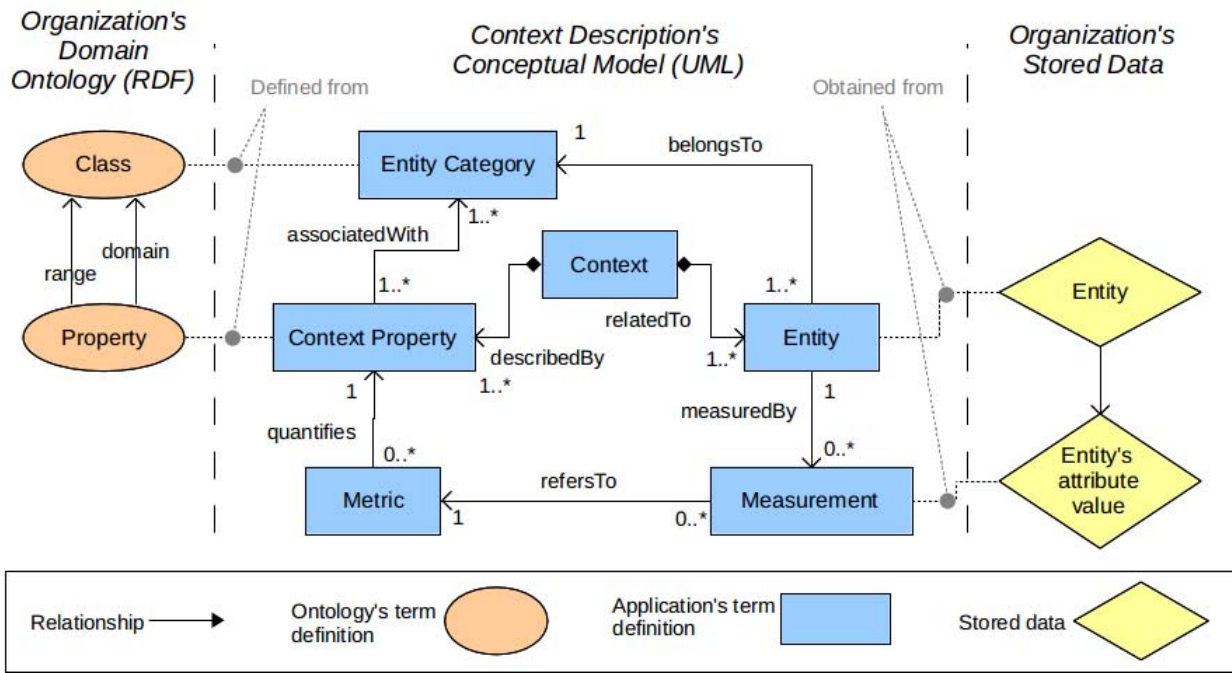 Organization's
Domain
Ontology (RDF)
Context Description's
Conceptual Model (UML)
Organization's
Stored Data
Defined from
Obtained from
Class
Entity Category
1
belongsTo
1..*
associatedWith
domain
range
Context
Entity
1..*
1..*
relatedTo
Property
Context Property
Entity
describedBy
1..*
1..*
1
1
measuredBy
quantifies
0..*
0..*
Entity's
attribute
value
refersTo
Metric
Measurement
1
0..*
Relationship
Ontology's term
definition
Application's term
definition
Stored data